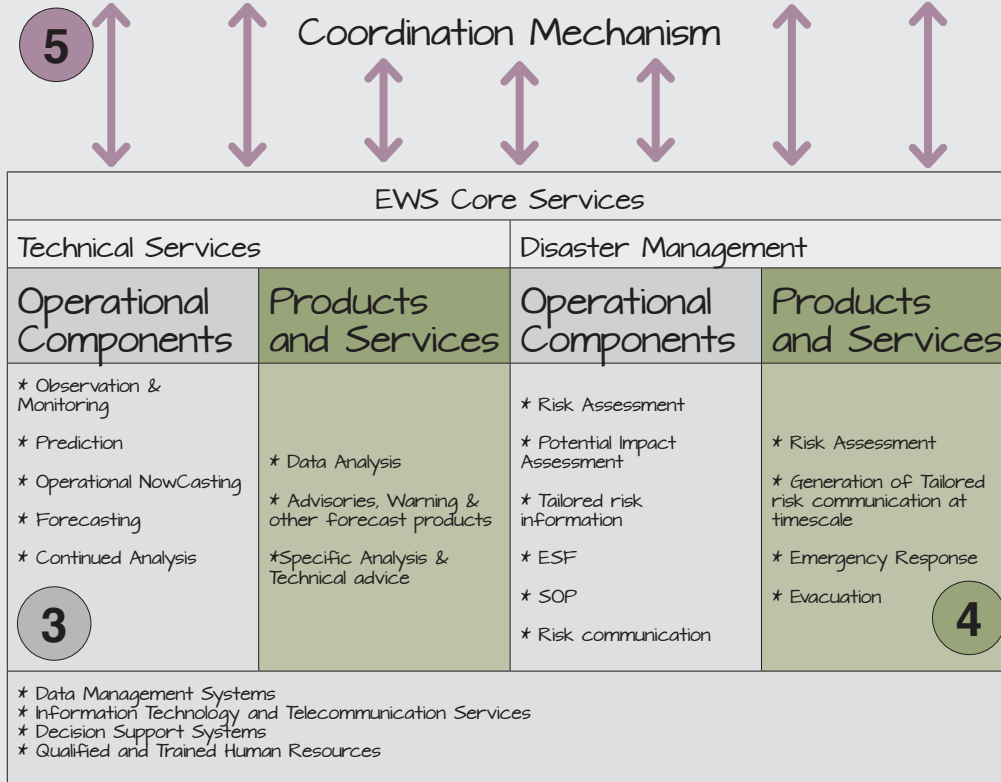 5
Coordination Mechanism
EWS Core Services
Technical Services
Disaster Management
Operational
Components
Products
and Services
Operational
Components
Products
and Services
* Observation &
Monitoring
* Prediction
* Operational NowCasting
* Forecasting
* Continued Analysis
3
* Data Analysis
* Advisories, Warning &
other forecast products
*Specific Analysis &
Technical advice
* Risk Assessment
* Potential Impact
Assessment
* Tailored risk
information
* ESF
* SOP
* Risk communication
* Risk Assessment
* Generation of Tailored
risk communication at
timescale
* Emergency Response
* Evacuation
4
* Data Management Systems
* Information Technology and Telecommunication Services
* Decision Support Systems
* Qualified and Trained Human Resources